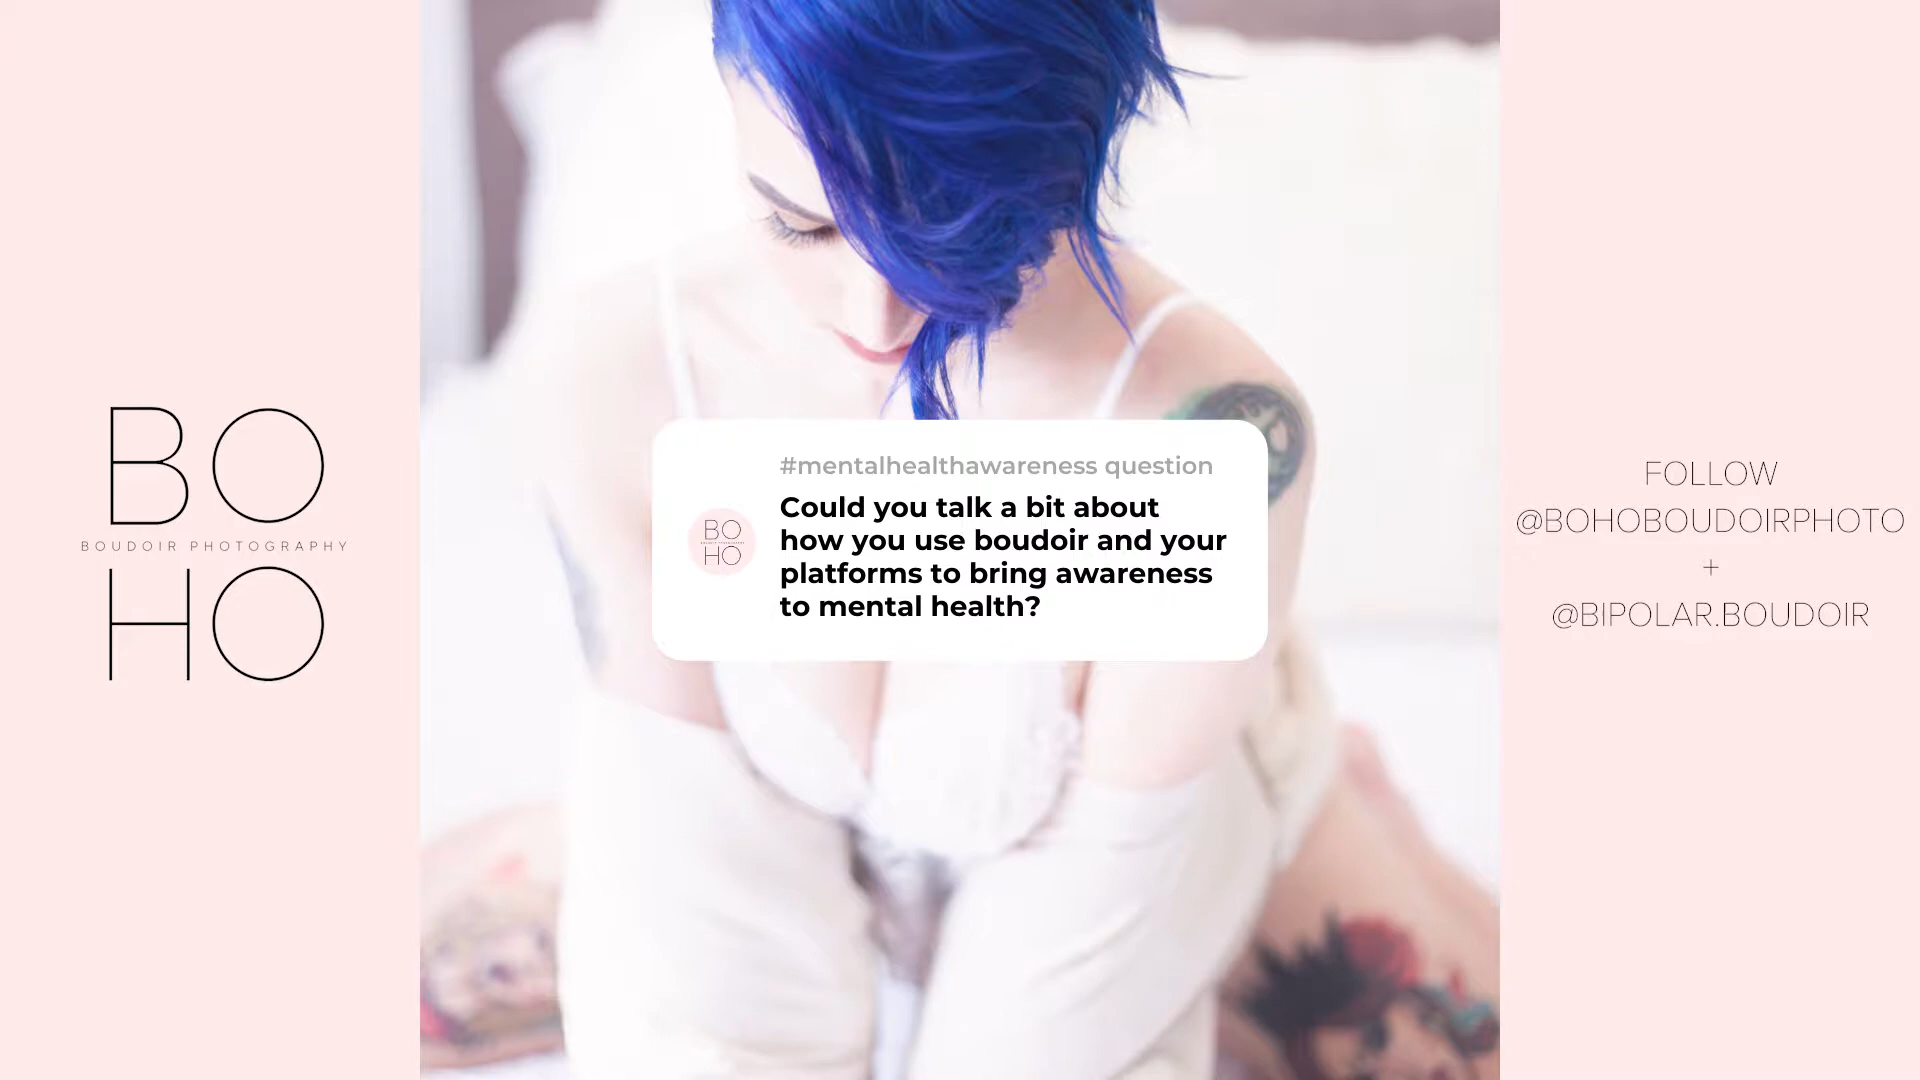 BO
BOUDOIR PHOTOGRAPHY
HO
#mentalhealthawareness question
BO
HO
Could you talk a bit about
how you use boudoir and your
platforms to bring awareness
to mental health?
FOLLOW
@BOHOBOUDOIRPHOTO
+
@BIPOLAR.BOUDOIR